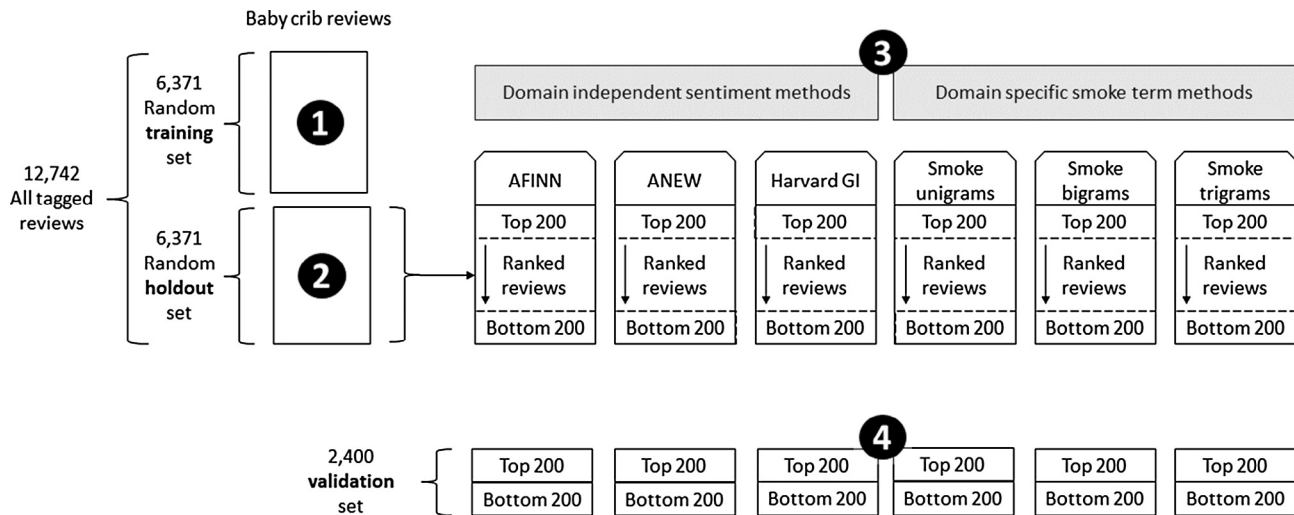 Baby crib reviews
12,742
All tagged
reviews
6,371
Random
training
set
1
6,371
Random
holdout
set
2
3
Domain independent sentiment methods
Domain specific smoke term methods
AFINN
Top 200
Ranked
reviews
Bottom 200
ANEW
Top 200
Ranked
reviews
Bottom 200
Harvard GI
Top 200
Ranked
reviews
Bottom 200
Smoke
unigrams
Top 200
Ranked
reviews
Bottom 200
Smoke
bigrams
Top 200
Ranked
reviews
Bottom 200
Smoke
trigrams
Top 200
Ranked
reviews
Bottom 200
4
2,400
validation
set
Top 200
Bottom 200
Top 200
Bottom 200
Top 200
Bottom 200
Top 200
Bottom 200
Top 200
Bottom 200
Top 200
Bottom 200